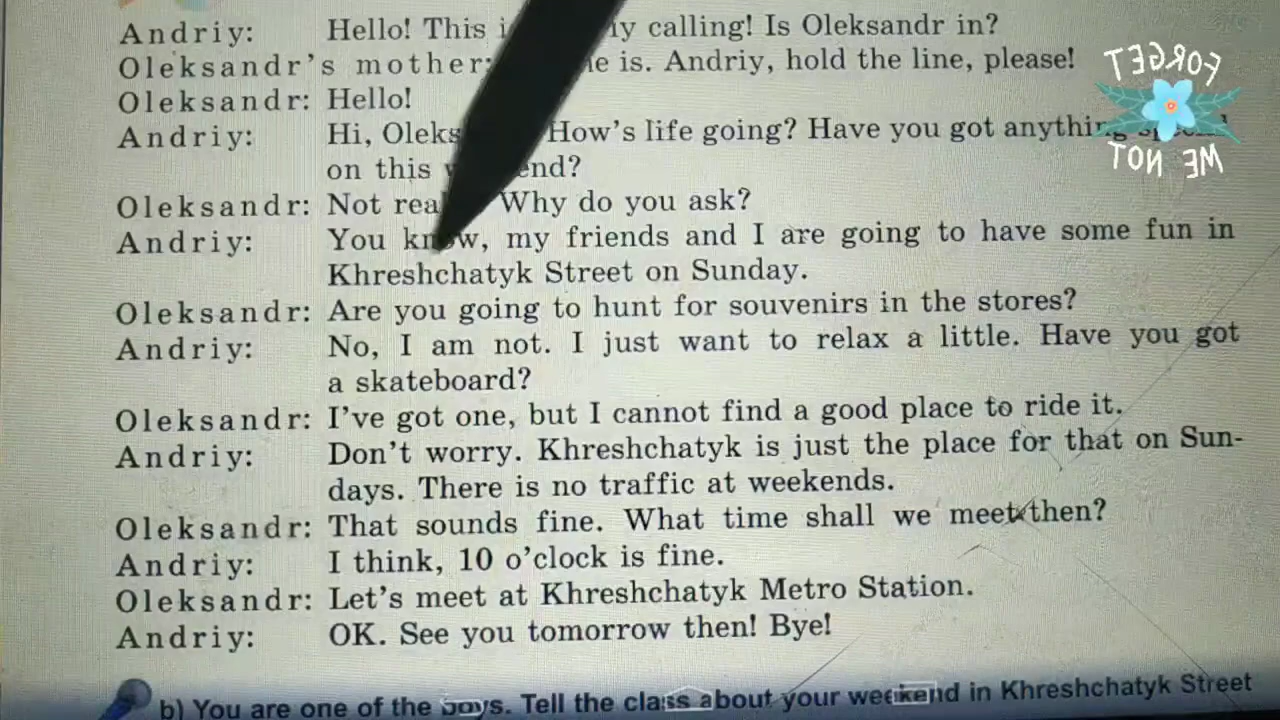 Andriy: Hello! This calling! Is Oleksandr in?
Oleksandr's mother: is. Andriy, hold the line, please!
Oleksandr: Hello!
Andriy: Hi, How's life going? Have you got anything
on this
Oleksandr: Not Why do you ask?
Andriy: You know, my friends and I are going to have some fun in
Khreshchatyk Street on Sunday.
Oleksandr: Are you going to hunt for souvenirs in the stores?
Andriy: No, I am not. I just want to relax a little. Have you got
a skateboard?
Oleksandr: I've got one, but I cannot find a good place to ride it.
Andriy: Don't worry. Khreshchatyk is just the place for that on Sun-
days. There is no traffic at weekends.
Oleksandr: That sounds fine. What time shall we meet then?
Andriy: I think, 10 o'clock is fine.
Oleksandr: Let's meet at Khreshchatyk Metro Station.
Andriy: OK. See you tomorrow then! Bye!
b) You are one of the boys. Tell the class about your weekend in Khreshchatyk Street
FORGET
ME NOT